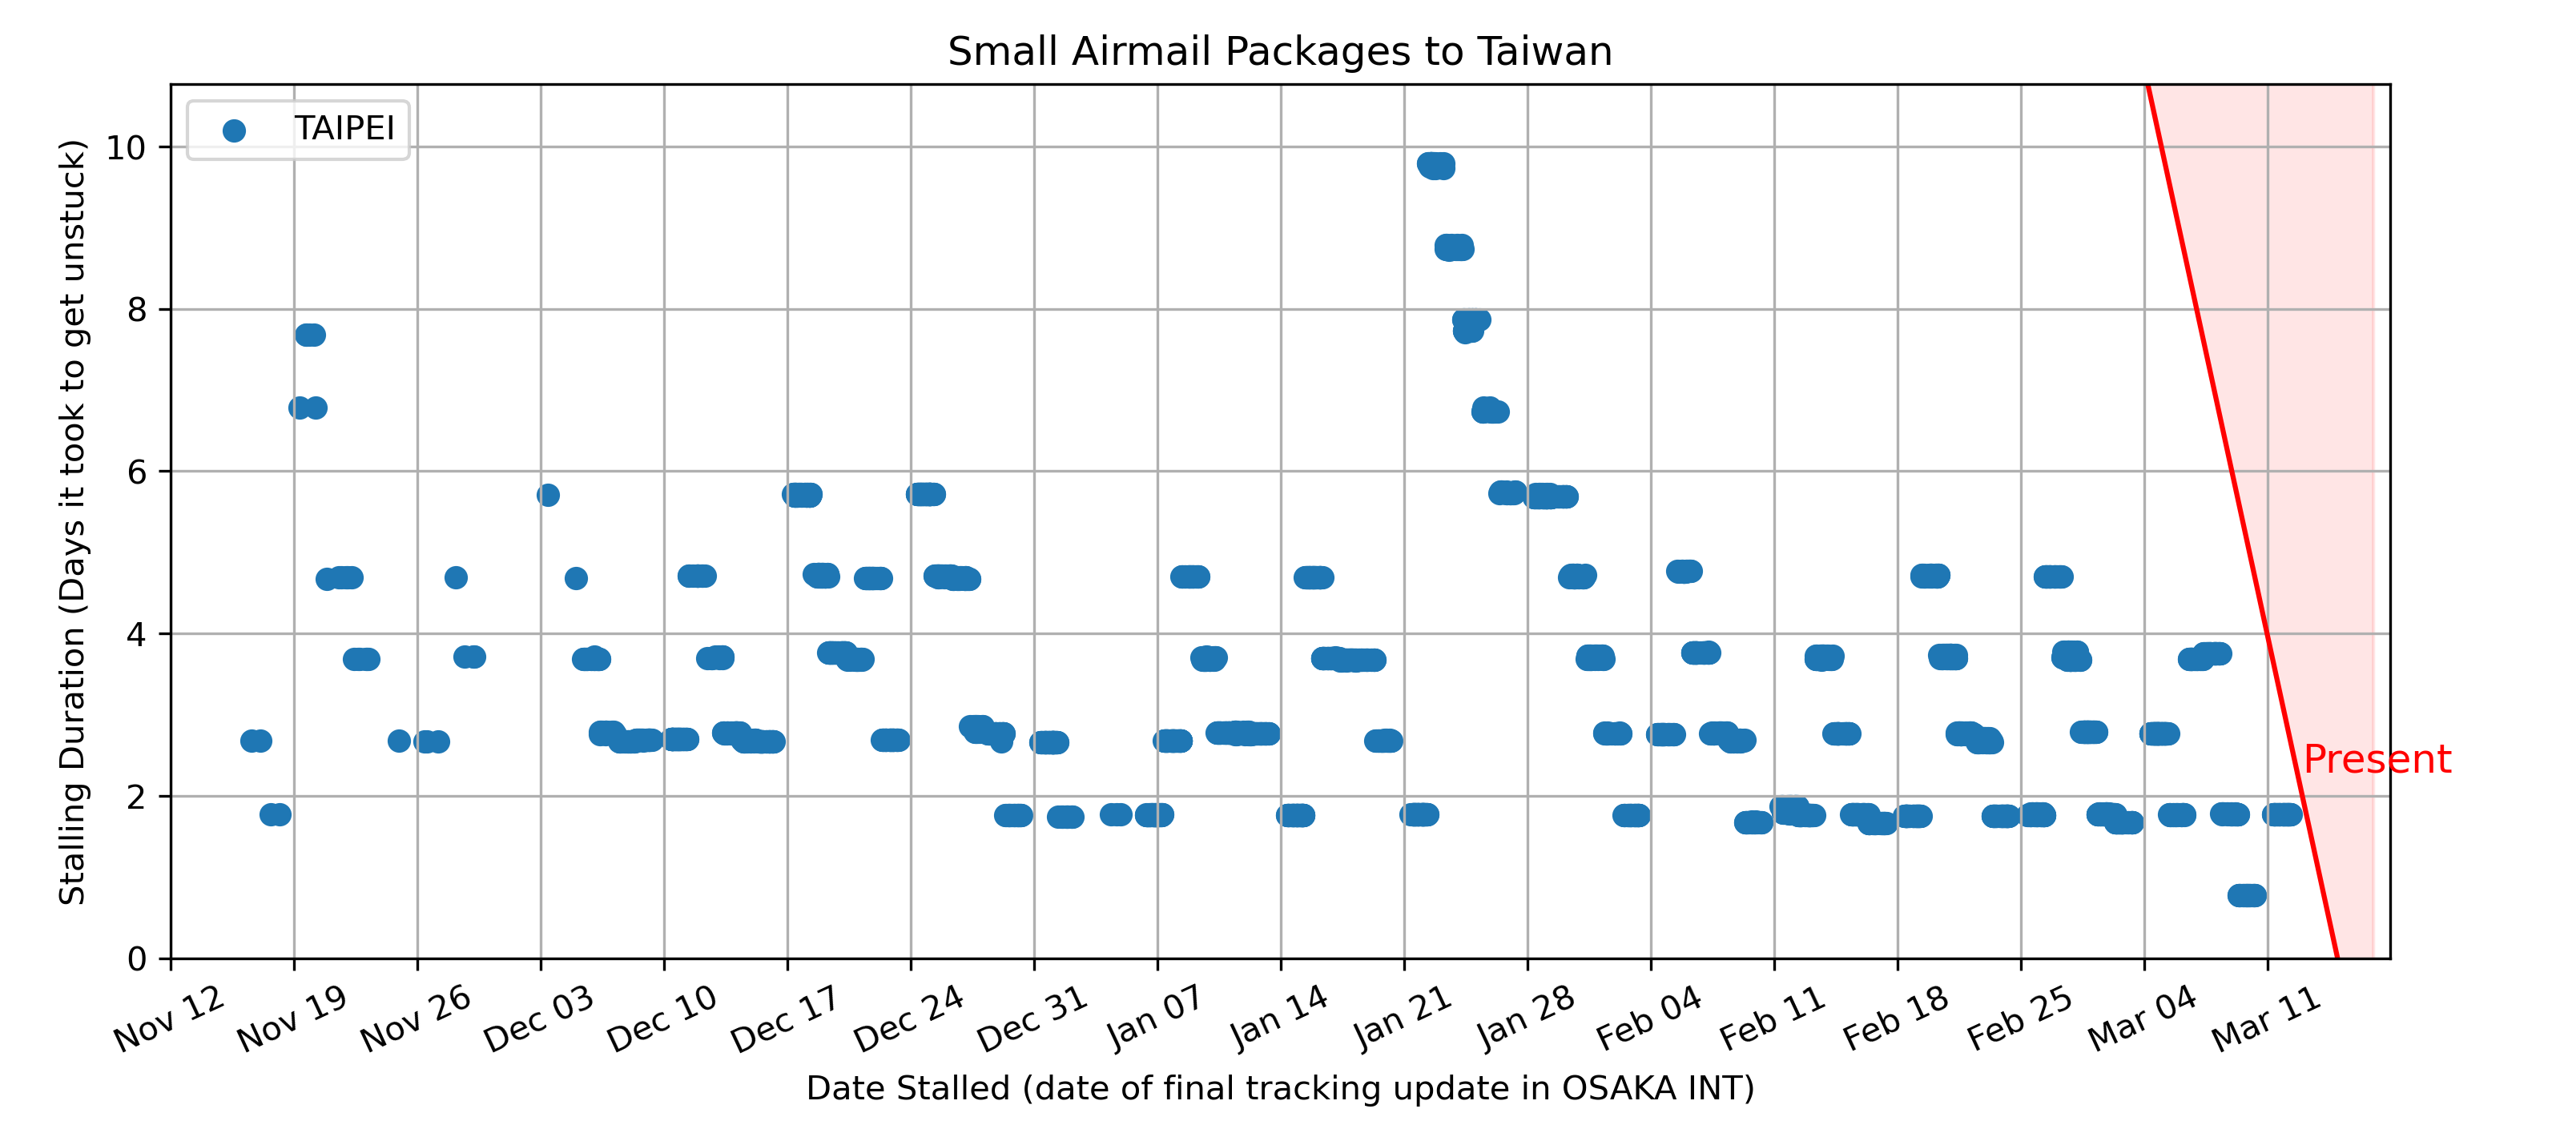 Small Airmail Packages to Taiwan
TAIPEI
Stalling Duration (Days it took to get unstuck)
10
8
6
4
2
0
Present
Nov 12
Nov 19
Nov 26
Dec 03
Dec 10
Dec 17
Dec 24
Dec 31
Jan 07
Jan 14
Jan 21
Jan 28
Feb 04
Feb 11
Feb 18
Feb 25
Mar 04
Mar 11
Date Stalled (date of final tracking update in OSAKA INT)